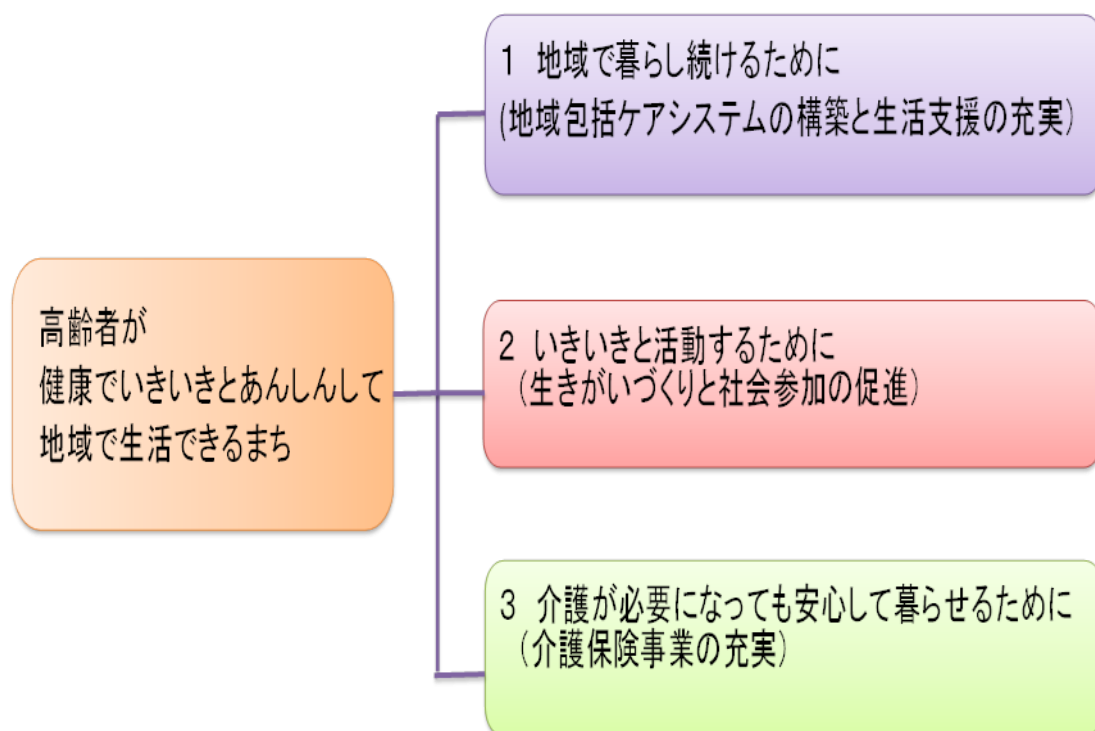 高齢者が
健康でいきいきとあんしんして
地域で生活できるまち
1 地域で暮らし続けるために
(地域包括ケアシステムの構築と生活支援の充実)
2 いきいきと活動するために
(生きがいづくりと社会参加の促進)
3 介護が必要になっても安心して暮らせるために
(介護保険事業の充実)